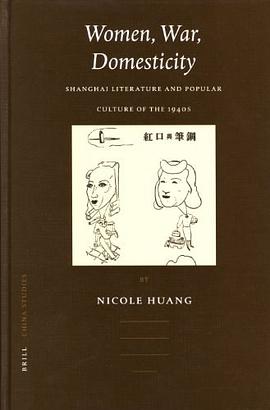 Women, War,
Domesticity
SHANGHAI LITERATURE AND POPULAR
CULTURE OF THE 1940S
鋼筆與口紅
BY
NICOLE HUANG
BRILL CHINA STUDIES